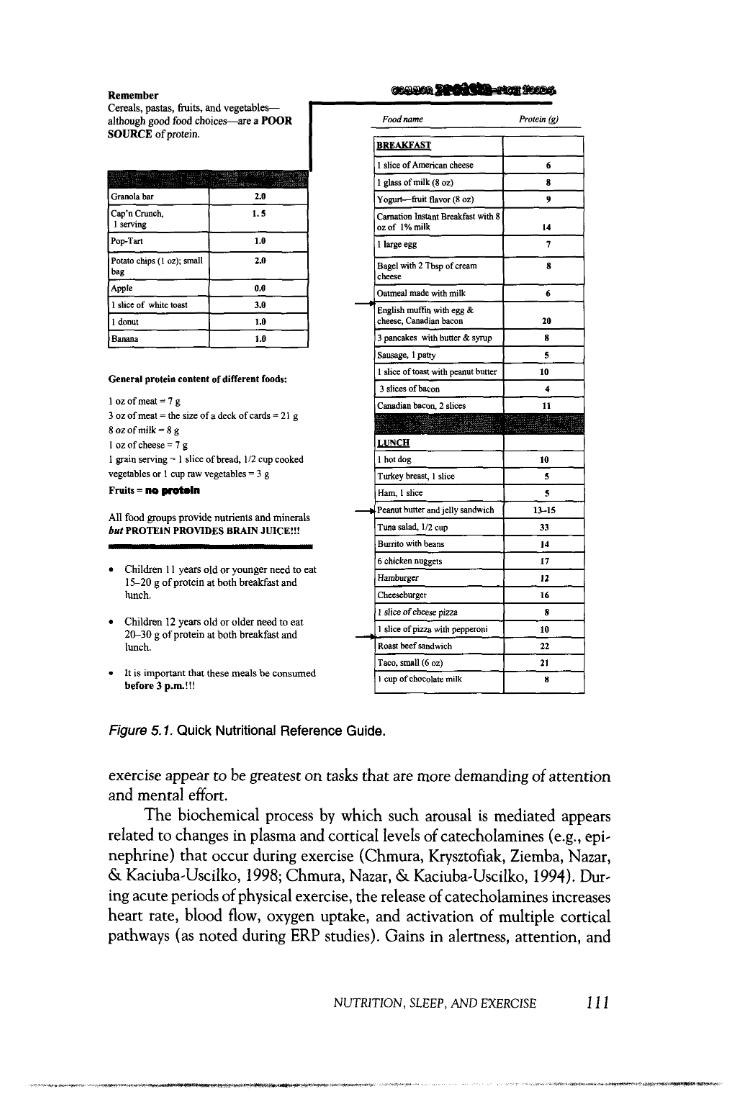 Remember
Cereals, pastas, fruits, and vegetables—
although good food choices—are a POOR
SOURCE of protein.
Granola bar 2.0
Cap'n Crunch,
1 serving 1.5
Pop-Tart 1.0
Potato chips (1 oz); small
bag 2.0
Apple 0.0
1 slice of white toast 3.0
1 donut 1.0
Banana 1.0
General protein content of different foods:
1 oz of meat = 7 g
3 oz of meat = the size of a deck of cards = 21 g
8 oz of milk = 8 g
1 oz of cheese = 7 g
1 grain serving = 1 slice of bread, 1/2 cup cooked
vegetables or 1 cup raw vegetables = 3 g
Fruits = no protein
All food groups provide nutrients and minerals
but PROTEIN PROVIDES BRAIN JUICE!!!
• Children 11 years old or younger need to eat
15–20 g of protein at both breakfast and
lunch.
• Children 12 years old or older need to eat
20–30 g of protein at both breakfast and
lunch.
• It is important that these meals be consumed
before 3 p.m.!!!
common PROTEIN-rich foods
Food name Protein (g)
BREAKFAST
1 slice of American cheese 6
1 glass of milk (8 oz) 8
Yogurt—fruit flavor (8 oz) 9
Carnation Instant Breakfast with 8
oz of 1% milk 14
1 large egg 7
Bagel with 2 Tbsp of cream
cheese 8
Oatmeal made with milk 6
English muffin with egg &
cheese, Canadian bacon 20
3 pancakes with butter & syrup 8
Sausage, 1 patty 5
1 slice of toast with peanut butter 10
3 slices of bacon 4
Canadian bacon, 2 slices 11
LUNCH
1 hot dog 10
Turkey breast, 1 slice 5
Ham, 1 slice 5
Peanut butter and jelly sandwich 13–15
Tuna salad, 1/2 cup 33
Burrito with beans 14
6 chicken nuggets 17
Hamburger 12
Cheeseburger 16
1 slice of cheese pizza 8
1 slice of pizza with pepperoni 10
Roast beef sandwich 22
Taco, small (6 oz) 21
1 cup of chocolate milk 8
Figure 5.1. Quick Nutritional Reference Guide.
exercise appear to be greatest on tasks that are more demanding of attention
and mental effort.
The biochemical process by which such arousal is mediated appears
related to changes in plasma and cortical levels of catecholamines (e.g., epi-
nephrine) that occur during exercise (Chmura, Krysztofiak, Ziemba, Nazar,
& Kaciuba-Uscilko, 1998; Chmura, Nazar, & Kaciuba-Uscilko, 1994). Dur-
ing acute periods of physical exercise, the release of catecholamines increases
heart rate, blood flow, oxygen uptake, and activation of multiple cortical
pathways (as noted during ERP studies). Gains in alertness, attention, and
NUTRITION, SLEEP, AND EXERCISE 111